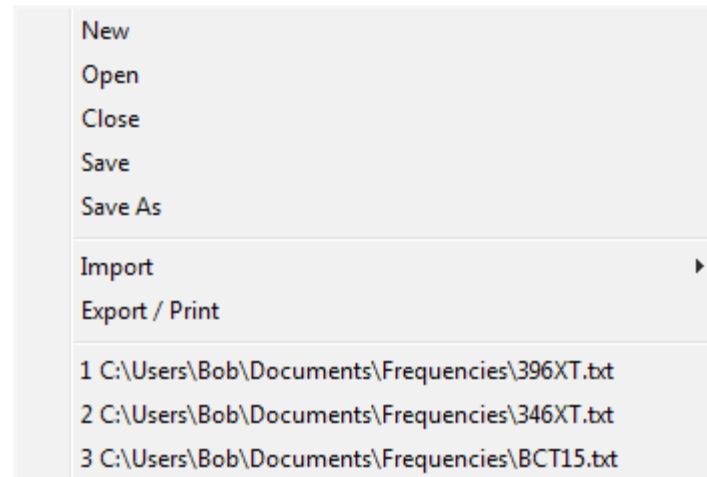 New
Open
Close
Save
Save As
Import
Export / Print
1 C:\Users\Bob\Documents\Frequencies\396XT.txt
2 C:\Users\Bob\Documents\Frequencies\346XT.txt
3 C:\Users\Bob\Documents\Frequencies\BCT15.txt